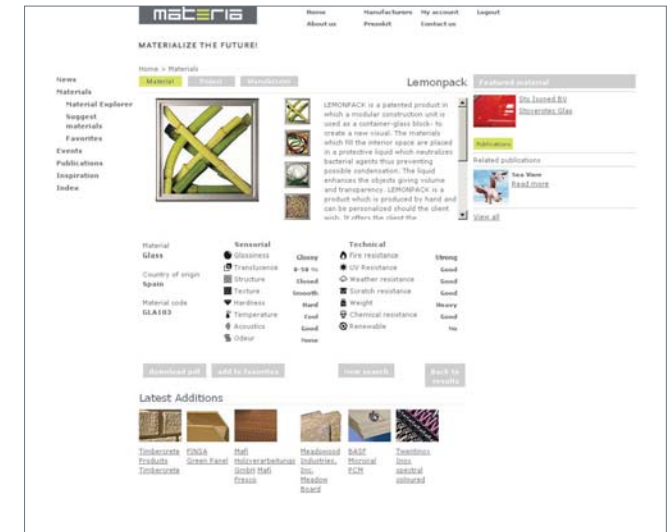 materia
Home Manufacturers My account Logout
About us Presskit Contact us
MATERIALIZE THE FUTURE!
Home > Materials
News
Materials
Material Explorer
Suggest
materials
Favorites
Events
Publications
Inspiration
Index
Material Project Manufacturer
Lemonpack
LEMONPACK is a patented product in
which a modular construction unit is
used as a container-glass block- to
create a new visual. The materials
which fill the interior space are placed
in a protective liquid which neutralizes
bacterial agents thus preventing
possible condensation. The liquid
enhances the objects giving volume
and transparency. LEMONPACK is a
product which is produced by hand and
can be personalized should the client
wish. It offers the client the
Featured material
Sto Isoned BV
Stoverotec Glas
Publications
Related publications
Sea View
Read more
View all
Material
Glass
Country of origin
Spain
Material code
GLA103
Sensorial
Glossiness Glossy
Translucence 0-50 %
Structure Closed
Texture Smooth
Hardness Hard
Temperature Cool
Acoustics Good
Odeur None
Technical
Fire resistance Strong
UV Resistance Good
Weather resistance Good
Scratch resistance Good
Weight Heavy
Chemical resistance Good
Renewable No
download pdf add to favorites new search Back to
results
Latest Additions
Timbercrete
Products
Timbercrete
FINSA
Green Panel
Mafi
Holzverarbeitungs
GmbH Mafi
Fresco
Meadowood
Industries,
Inc.
Meadow
Board
BASF
Micronal
PCM
Twentinox
Inox
spectral
coloured